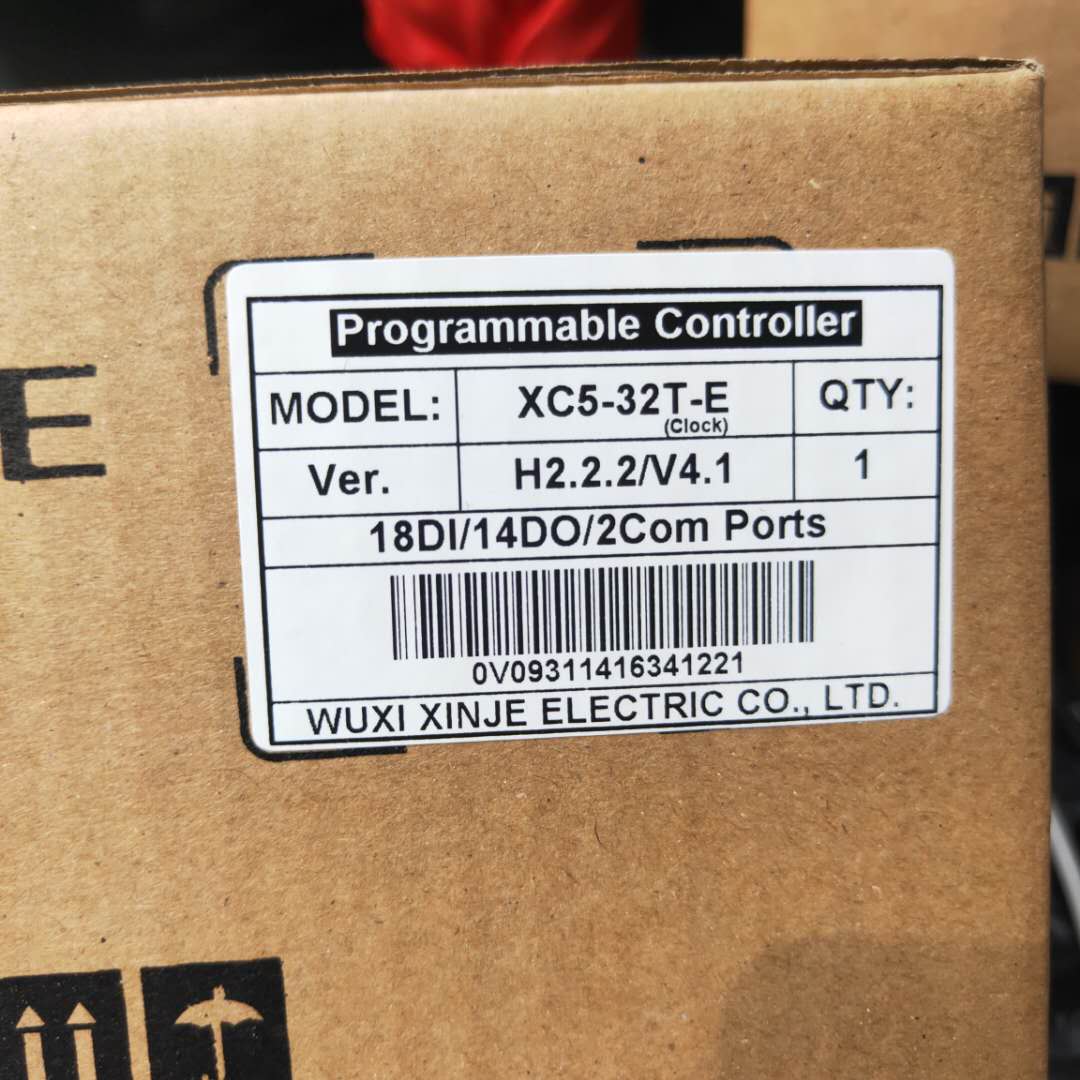 E
Programmable Controller
MODEL: XC5-32T-E QTY:
(Clock)
Ver. H2.2.2/V4.1 1
18DI/14DO/2Com Ports
0V09311416341221
WUXI XINJE ELECTRIC CO., LTD.